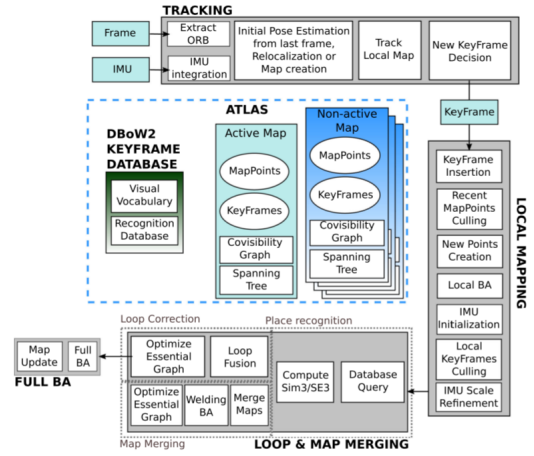 TRACKING
Frame
IMU
Extract
ORB
IMU
integration
Initial Pose Estimation
from last frame,
Relocalization or
Map creation
Track
Local Map
New KeyFrame
Decision
KeyFrame
ATLAS
DBoW2
KEYFRAME
DATABASE
Visual
Vocabulary
Recognition
Database
Active Map
MapPoints
KeyFrames
Covisibility
Graph
Spanning
Tree
Non-active
Map
MapPoints
KeyFrames
Covisibility
Graph
Spanning
Tree
LOCAL MAPPING
KeyFrame
Insertion
Recent
MapPoints
Culling
New Points
Creation
Local BA
IMU
Initialization
Local
KeyFrames
Culling
IMU Scale
Refinement
Loop Correction
Place recognition
Optimize
Essential
Graph
Loop
Fusion
Compute
Sim3/SE3
Database
Query
Map
Update
Full
BA
FULL BA
Optimize
Essential
Graph
Welding
BA
Merge
Maps
Map Merging
LOOP & MAP MERGING